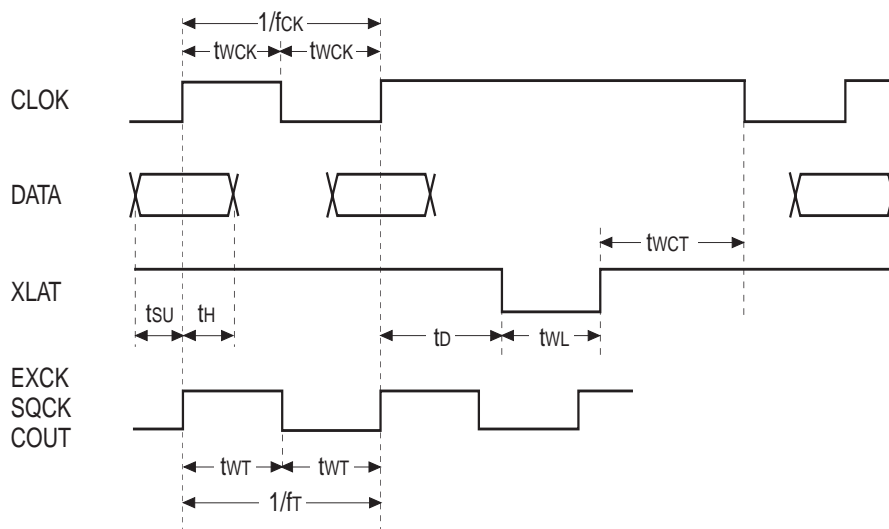 1/fCK
tWCK tWCK
CLOK
DATA
tWCT
XLAT
tSU tH
tD tWL
EXCK
SQCK
COUT
tWT tWT
1/fT